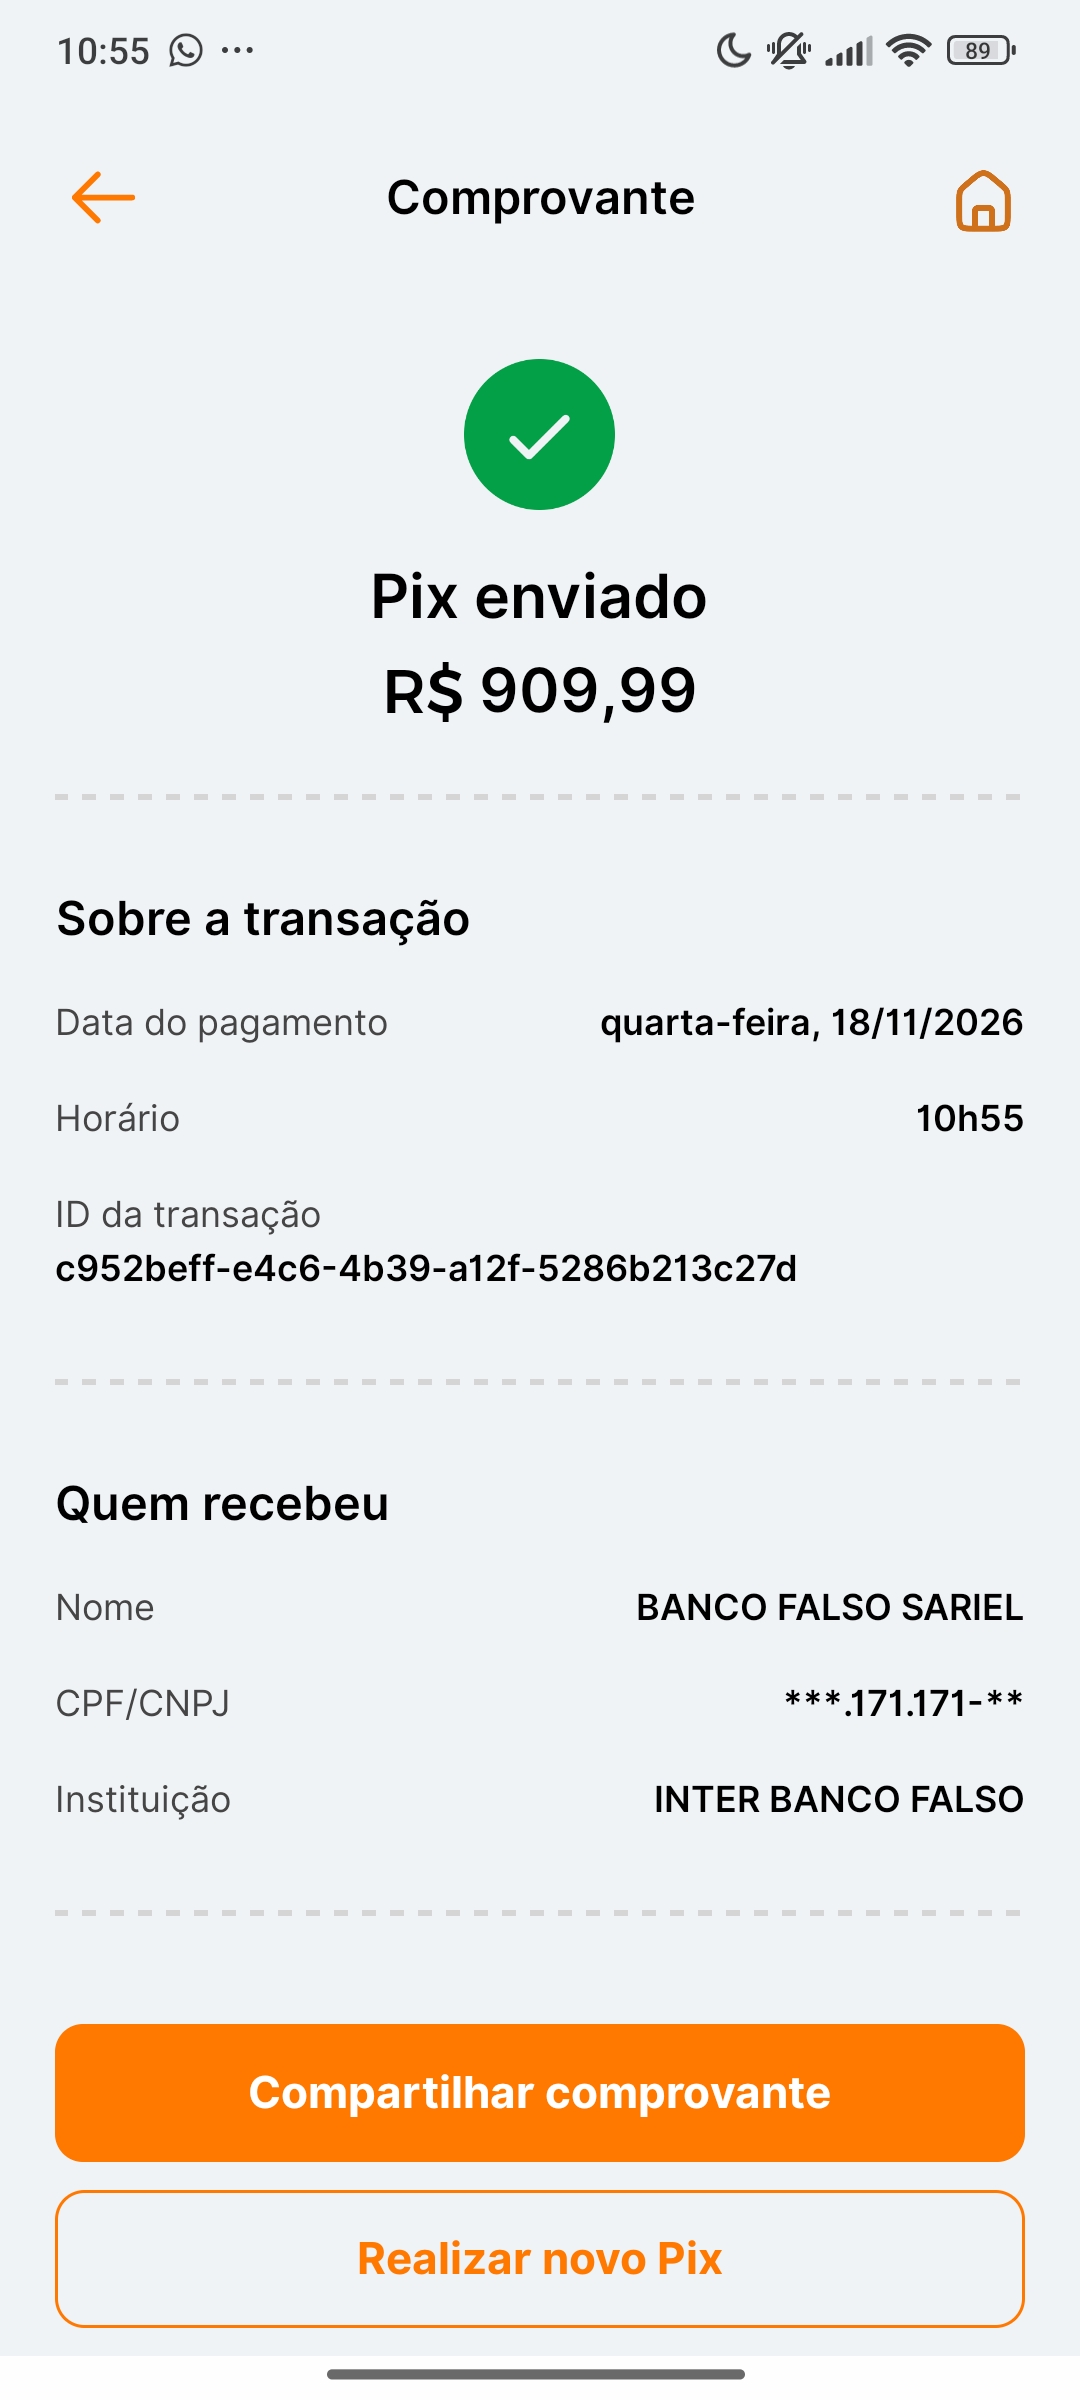 10:55
89
Comprovante
Pix enviado
R$ 909,99
Sobre a transação
Data do pagamento quarta-feira, 18/11/2026
Horário 10h55
ID da transação
c952beff-e4c6-4b39-a12f-5286b213c27d
Quem recebeu
Nome BANCO FALSO SARIEL
CPF/CNPJ ***.171.171-**
Instituição INTER BANCO FALSO
Compartilhar comprovante
Realizar novo Pix